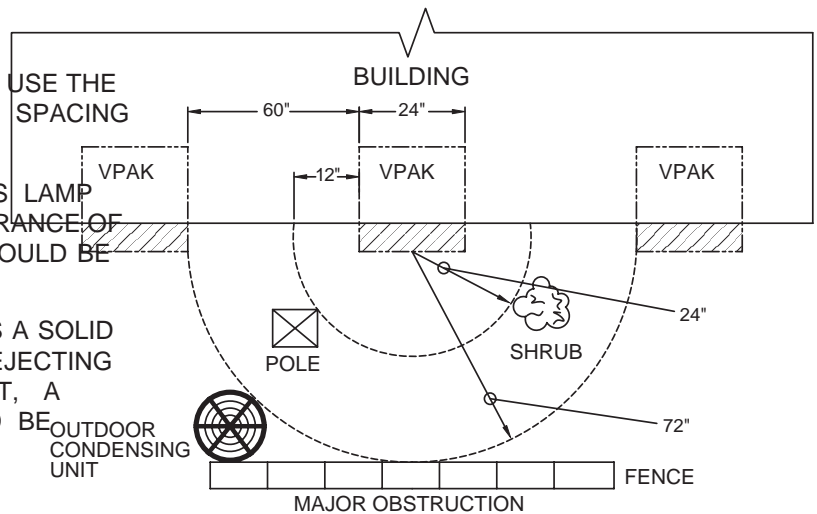 USE THE
SPACING
BUILDING
60"
24"
VPAK
12"
VPAK
VPAK
S LAMP
RANCE OF
OULD BE
24"
SHRUB
S A SOLID
EJECTING
T, A
BE
POLE
72"
OUTDOOR
CONDENSING
UNIT
FENCE
MAJOR OBSTRUCTION